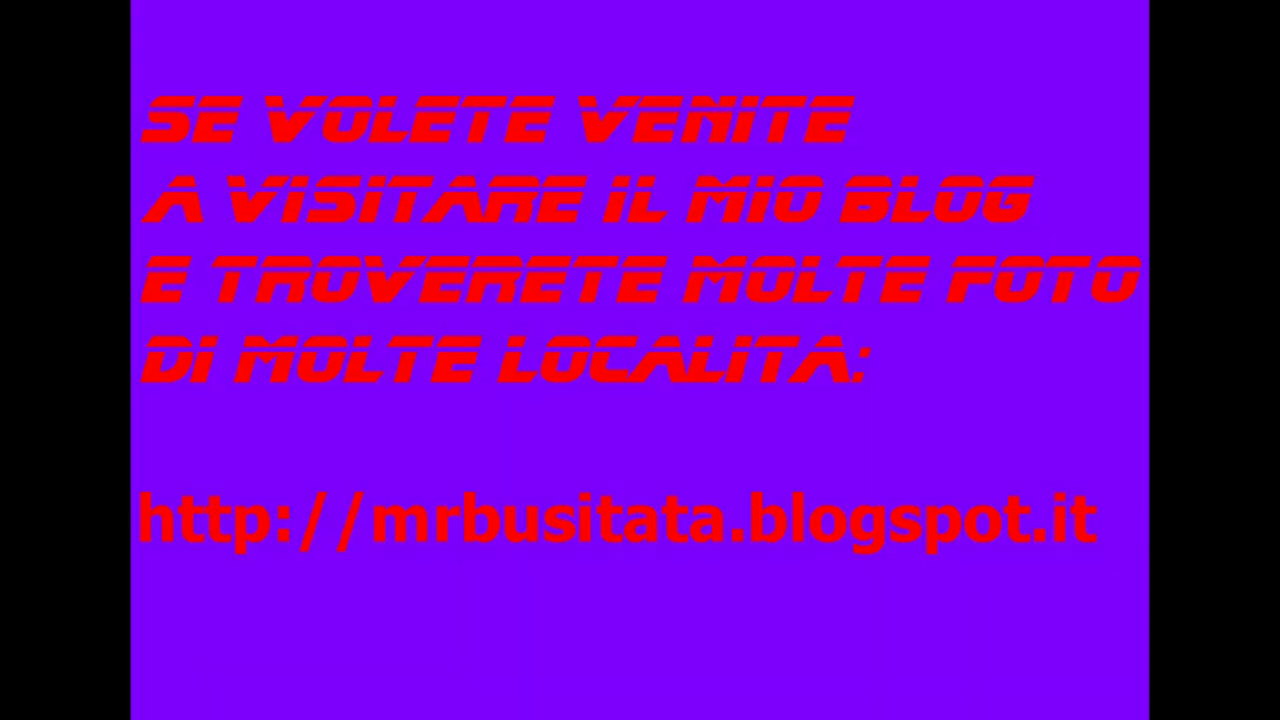 SE VOLETE VENITE
A VISITARE IL MIO BLOG
E TROVERETE MOLTE FOTO
DI MOLTE LOCALITA:
http://mrbusitata.blogspot.it